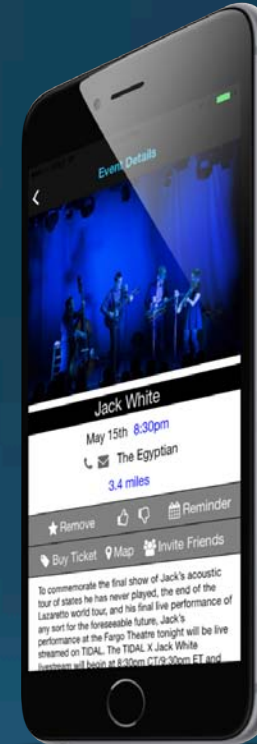 Event Details
Jack White
May 15th 8:30pm
The Egyptian
3.4 miles
Remove Reminder
Buy Ticket Map Invite Friends
To commemorate the final show of Jack's acoustic
tour of states he has never played, the end of the
Lazaretto world tour, and his final live performance of
any sort for the foreseeable future, Jack's
performance at the Fargo Theatre tonight will be live
streamed on TIDAL. The TIDAL X Jack White
livestream will begin at 8:30pm CT/9:30pm ET and